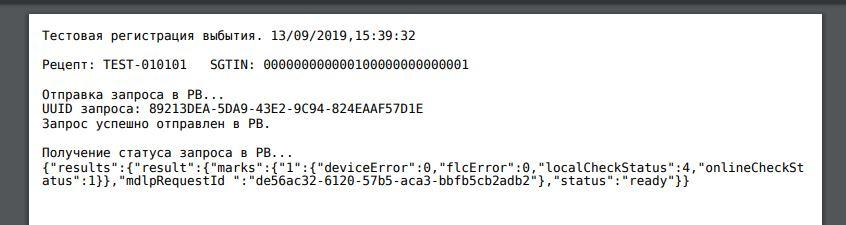 Тестовая регистрация выбытия. 13/09/2019,15:39:32
Рецепт: TEST-010101 SGTIN: 000000000000100000000000001
Отправка запроса в РВ...
UUID запроса: 89213DEA-5DA9-43E2-9C94-824EAAF57D1E
Запрос успешно отправлен в РВ.
Получение статуса запроса в РВ...
{"results":{"result":{"marks":{"1":{"deviceError":0,"flcError":0,"localCheckStatus":4,"onlineCheckSt
atus":1}},"mdlpRequestId ":"de56ac32-6120-57b5-aca3-bbfb5cb2adb2"},"status":"ready"}}